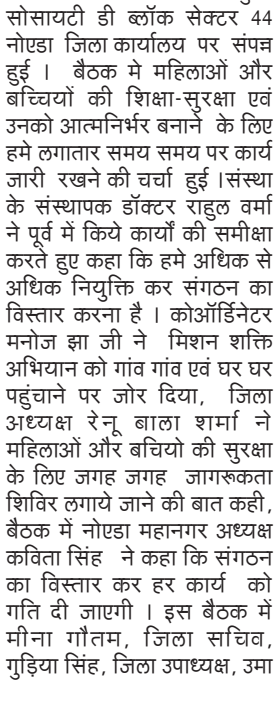 सोसायटी डी ब्लॉक सेक्टर 44
नोएडा जिला कार्यालय पर संपन्न
हुई । बैठक मे महिलाओं और
बच्चियों की शिक्षा-सुरक्षा एवं
उनको आत्मनिर्भर बनाने के लिए
हमे लगातार समय समय पर कार्य
जारी रखने की चर्चा हुई ।संस्था
के संस्थापक डॉक्टर राहुल वर्मा
ने पूर्व में किये कार्यों की समीक्षा
करते हुए कहा कि हमे अधिक से
अधिक नियुक्ति कर संगठन का
विस्तार करना है । कोऑर्डिनेटर
मनोज झा जी ने मिशन शक्ति
अभियान को गांव गांव एवं घर घर
पहुंचाने पर जोर दिया, जिला
अध्यक्ष रेनू बाला शर्मा ने
महिलाओं और बचियो की सुरक्षा
के लिए जगह जगह जागरूकता
शिविर लगाये जाने की बात कही,
बैठक में नोएडा महानगर अध्यक्ष
कविता सिंह ने कहा कि संगठन
का विस्तार कर हर कार्य को
गति दी जाएगी । इस बैठक में
मीना गौतम, जिला सचिव,
गुड़िया सिंह, जिला उपाध्यक्ष, उमा